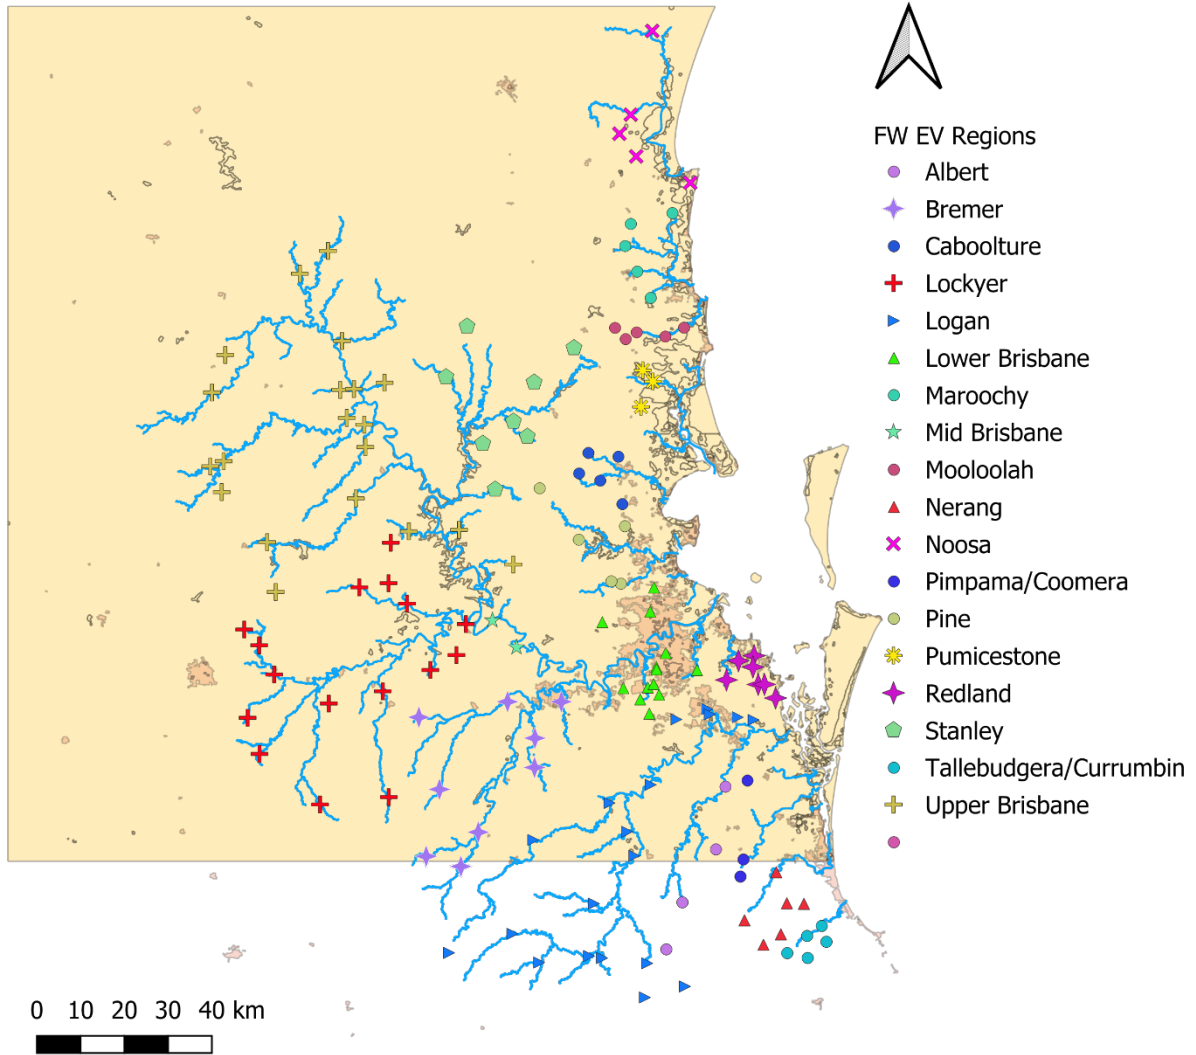 FW EV Regions
Albert
Bremer
Caboolture
Lockyer
Logan
Lower Brisbane
Maroochy
Mid Brisbane
Mooloolah
Nerang
Noosa
Pimpama/Coomera
Pine
Pumicestone
Redland
Stanley
Tallebudgera/Currumbin
Upper Brisbane
0 10 20 30 40 km